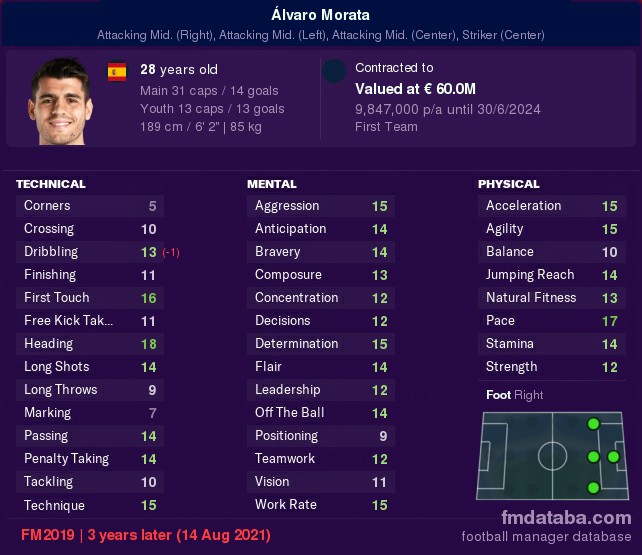 Álvaro Morata
Attacking Mid. (Right), Attacking Mid. (Left), Attacking Mid. (Center), Striker (Center)
28 years old
Main 31 caps / 14 goals
Youth 13 caps / 13 goals
189 cm / 6' 2" | 85 kg
Contracted to
Valued at € 60.0M
9,847,000 p/a until 30/6/2024
First Team
TECHNICAL
Corners 5
Crossing 10
Dribbling 13 (-1)
Finishing 11
First Touch 16
Free Kick Tak... 11
Heading 18
Long Shots 14
Long Throws 9
Marking 7
Passing 14
Penalty Taking 14
Tackling 10
Technique 15
MENTAL
Aggression 15
Anticipation 14
Bravery 14
Composure 13
Concentration 12
Decisions 12
Determination 15
Flair 14
Leadership 12
Off The Ball 14
Positioning 9
Teamwork 12
Vision 11
Work Rate 15
PHYSICAL
Acceleration 15
Agility 15
Balance 10
Jumping Reach 14
Natural Fitness 13
Pace 17
Stamina 14
Strength 12
Foot Right
FM2019 | 3 years later (14 Aug 2021)
fmdataba.com
football manager database